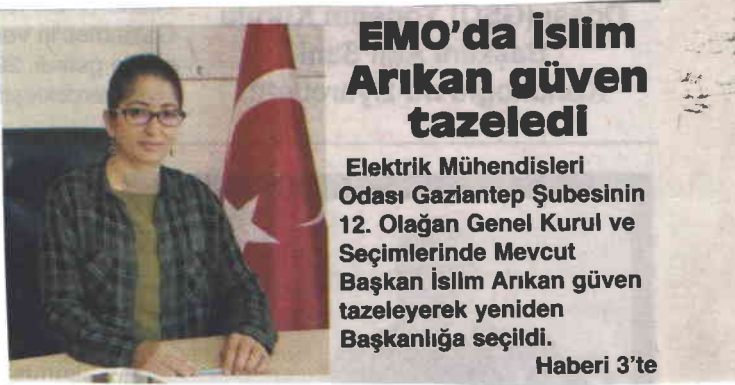 EMO’da İslim
Arıkan güven
tazeledi
Elektrik Mühendisleri
Odası Gaziantep Şubesinin
12. Olağan Genel Kurul ve
Seçimlerinde Mevcut
Başkan İslim Arıkan güven
tazeleyerek yeniden
Başkanlığa seçildi.
Haberi 3’te